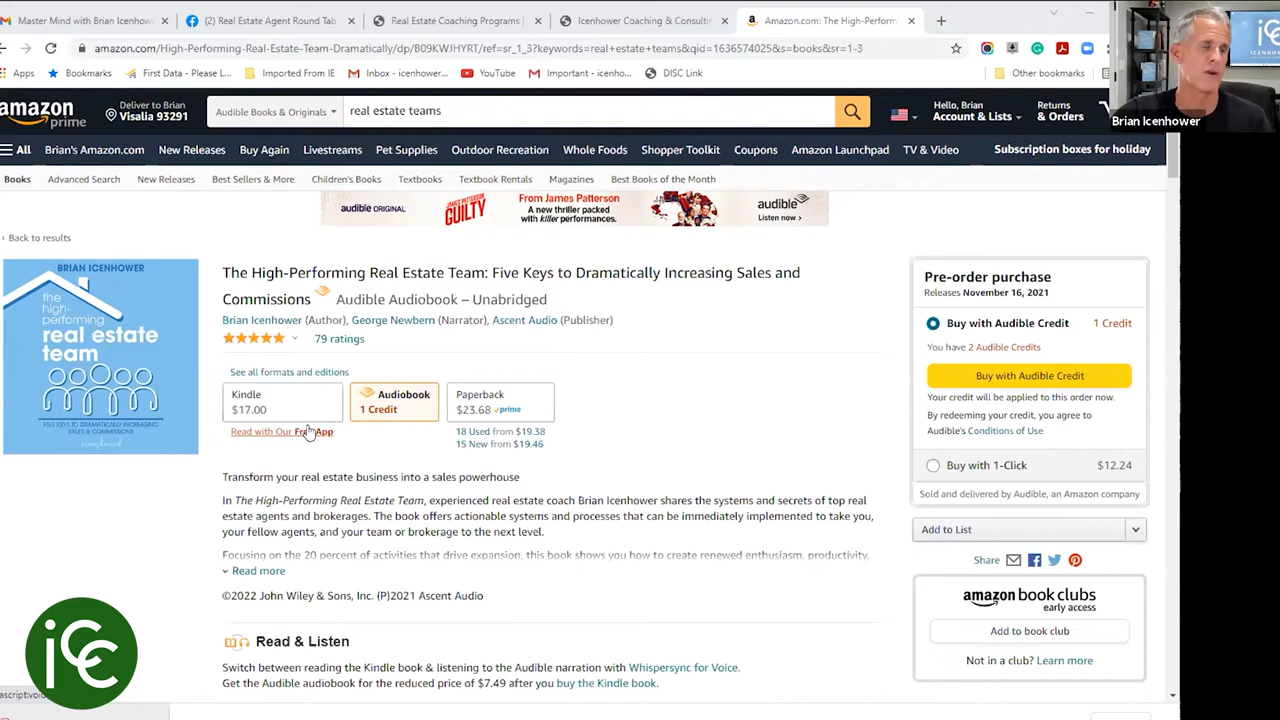 Master Mind with Brian Icenhow
(2) Real Estate Agent Round Tab
Real Estate Coaching Programs
Icenhower Coaching & Consultin
Amazon.com: The High-Perform
amazon.com/High-Performing-Real-Estate-Team-Dramatically/dp/B09KWJHYRT/ref=sr_1_3?keywords=real+estate+teams&qid=1636574025&s=books&sr=1-3
Apps
Bookmarks
First Data - Please L...
Imported From IE
Inbox - icenhower...
YouTube
Important - icenho...
DISC Link
Other bookmarks
Brian Icenhower
amazon prime
Deliver to Brian
Visalia 93291
Audible Books & Originals
real estate teams
Hello, Brian
Account & Lists
Returns
& Orders
All
Brian's Amazon.com
New Releases
Buy Again
Livestreams
Pet Supplies
Outdoor Recreation
Whole Foods
Shopper Toolkit
Coupons
Amazon Launchpad
TV & Video
Subscription boxes for holiday
Books
Advanced Search
New Releases
Best Sellers & More
Children's Books
Textbooks
Textbook Rentals
Magazines
Best Books of the Month
audible ORIGINAL
GUILTY
From James Patterson
A new thriller packed
with killer performances.
audible
Listen now ›
‹ Back to results
BRIAN ICENHOWER
the
high-
performing
real estate
team
FIVE KEYS TO DRAMATICALLY INCREASING
SALES & COMMISSIONS
The High-Performing Real Estate Team: Five Keys to Dramatically Increasing Sales and
Commissions Audible Audiobook – Unabridged
Brian Icenhower (Author), George Newbern (Narrator), Ascent Audio (Publisher)
79 ratings
See all formats and editions
Kindle
$17.00
Read with Our Free App
Audiobook
1 Credit
Paperback
$23.68 prime
18 Used from $19.38
15 New from $19.46
Transform your real estate business into a sales powerhouse
In The High-Performing Real Estate Team, experienced real estate coach Brian Icenhower shares the systems and secrets of top real
estate agents and brokerages. The book offers actionable systems and processes that can be immediately implemented to take you,
your fellow agents, and your team or brokerage to the next level.
Focusing on the 20 percent of activities that drive expansion, this book shows you how to create renewed enthusiasm, productivity,
Read more
©2022 John Wiley & Sons, Inc. (P)2021 Ascent Audio
Read & Listen
Switch between reading the Kindle book & listening to the Audible narration with Whispersync for Voice.
Get the Audible audiobook for the reduced price of $7.49 after you buy the Kindle book.
Pre-order purchase
Releases November 16, 2021
Buy with Audible Credit
1 Credit
You have 2 Audible Credits
Buy with Audible Credit
Your credit will be applied to this order now.
By redeeming your credit, you agree to
Audible's Conditions of Use
Buy with 1-Click
$12.24
Sold and delivered by Audible, an Amazon company
Add to List
Share
amazon book clubs
early access
Add to book club
Not in a club? Learn more
iCC